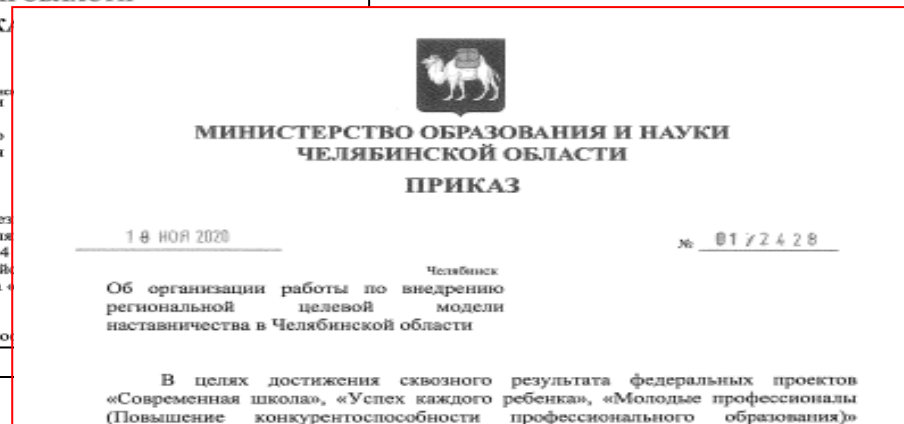 МИНИСТЕРСТВО ОБРАЗОВАНИЯ И НАУКИ
ЧЕЛЯБИНСКОЙ ОБЛАСТИ
ПРИКАЗ
18 НОЯ 2020
№ 01/2428
Челябинск
Об организации работы по внедрению
региональной целевой модели
наставничества в Челябинской области
В целях достижения сквозного результата федеральных проектов
«Современная школа», «Успех каждого ребенка», «Молодые профессионалы
(Повышение конкурентоспособности профессионального образования)»